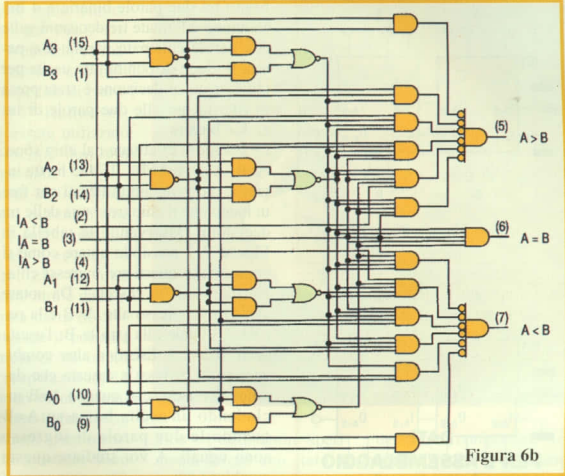 A3 (15)
B3 (1)
A2 (13)
B2 (14)
IA < B (2)
IA = B (3)
IA > B (4)
A1 (12)
B1 (11)
A0 (10)
B0 (9)
(5) A > B
(6) A = B
(7) A < B
Figura 6b